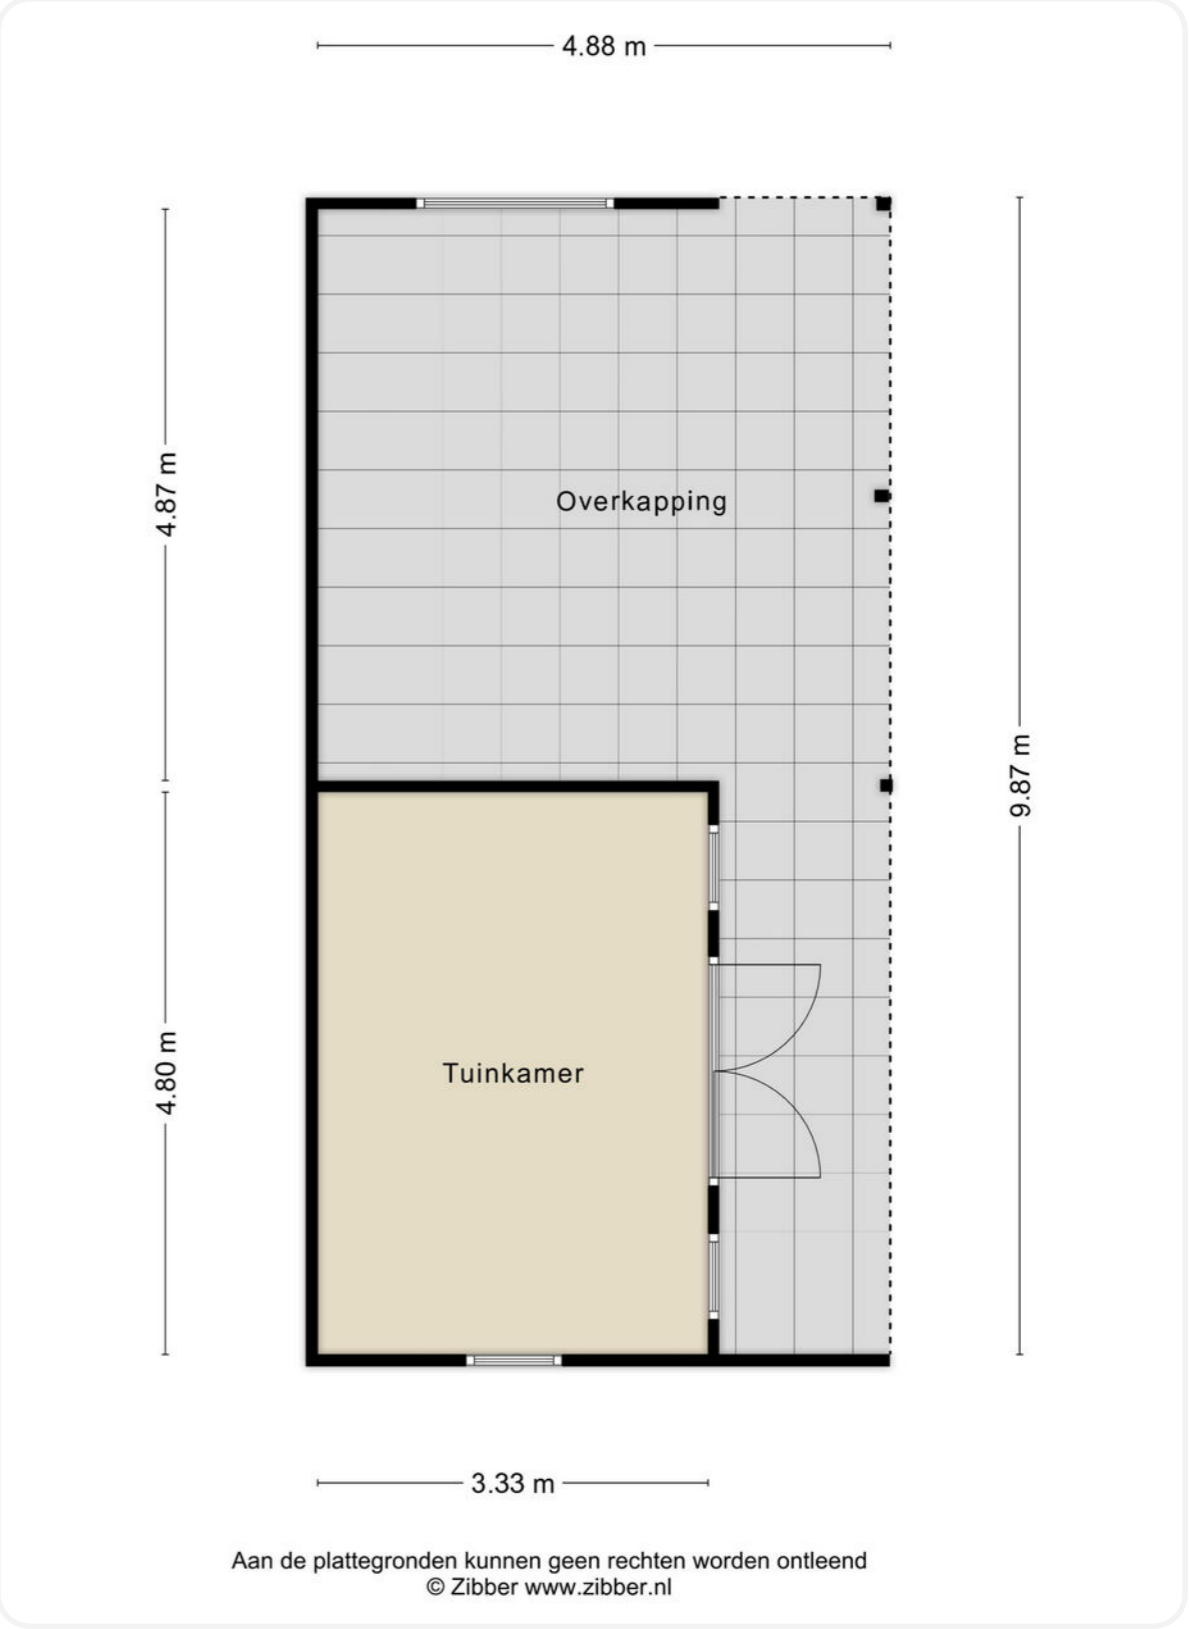 4.88 m
4.87 m
Overkapping
9.87 m
4.80 m
Tuinkamer
3.33 m
Aan de plattegronden kunnen geen rechten worden ontleend
© Zibber www.zibber.nl